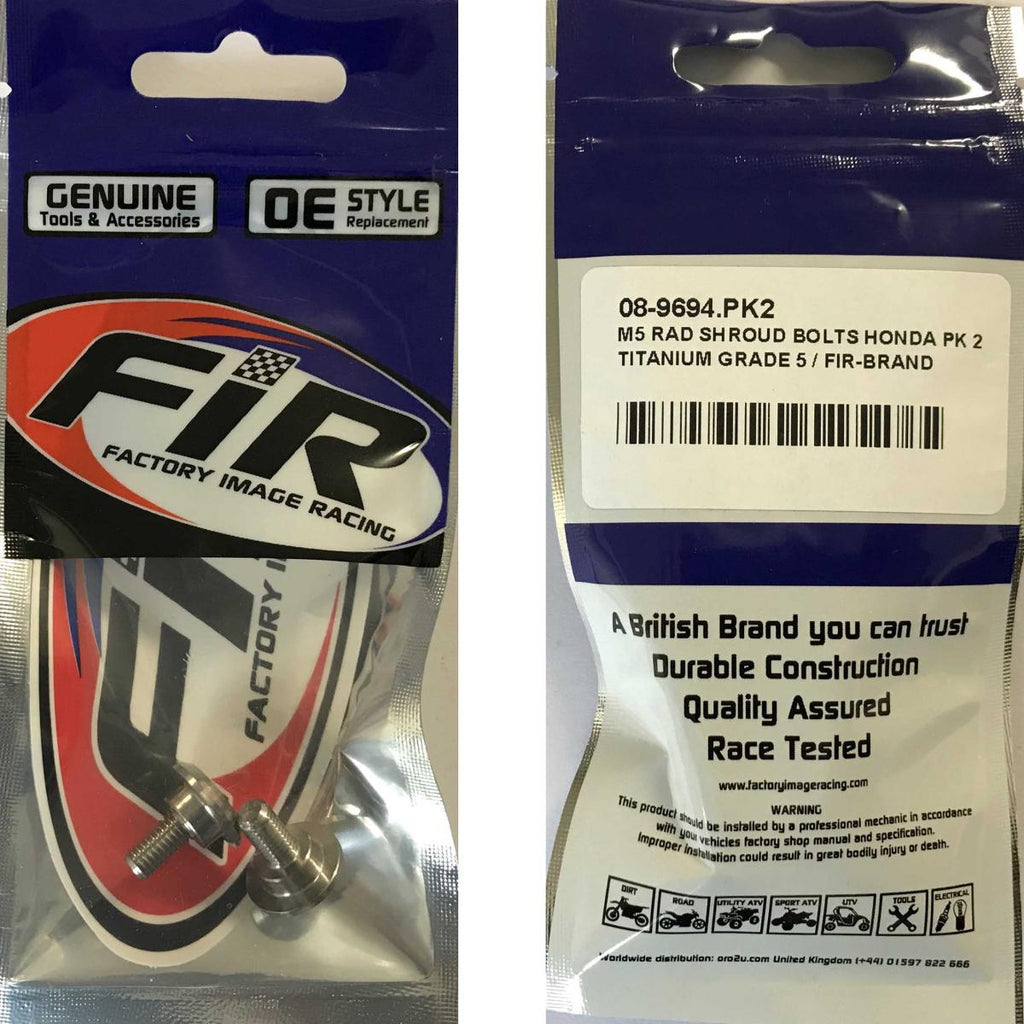 GENUINE
Tools & Accessories
OE STYLE
Replacement
FiR
FACTORY IMAGE RACING
FACTORY
08-9694.PK2
M5 RAD SHROUD BOLTS HONDA PK 2
TITANIUM GRADE 5 / FIR-BRAND
A British Brand you can trust
Durable Construction
Quality Assured
Race Tested
www.factoryimageracing.com
WARNING
This product should be installed by a professional mechanic in accordance
with your vehicles factory shop manual and specification.
Improper installation could result in great bodily injury or death.
DIRT ROAD UTILITY ATV SPORT ATV UTV TOOLS ELECTRICAL
Worldwide distribution: oro2u.com United Kingdom (+44) 01597 822 666